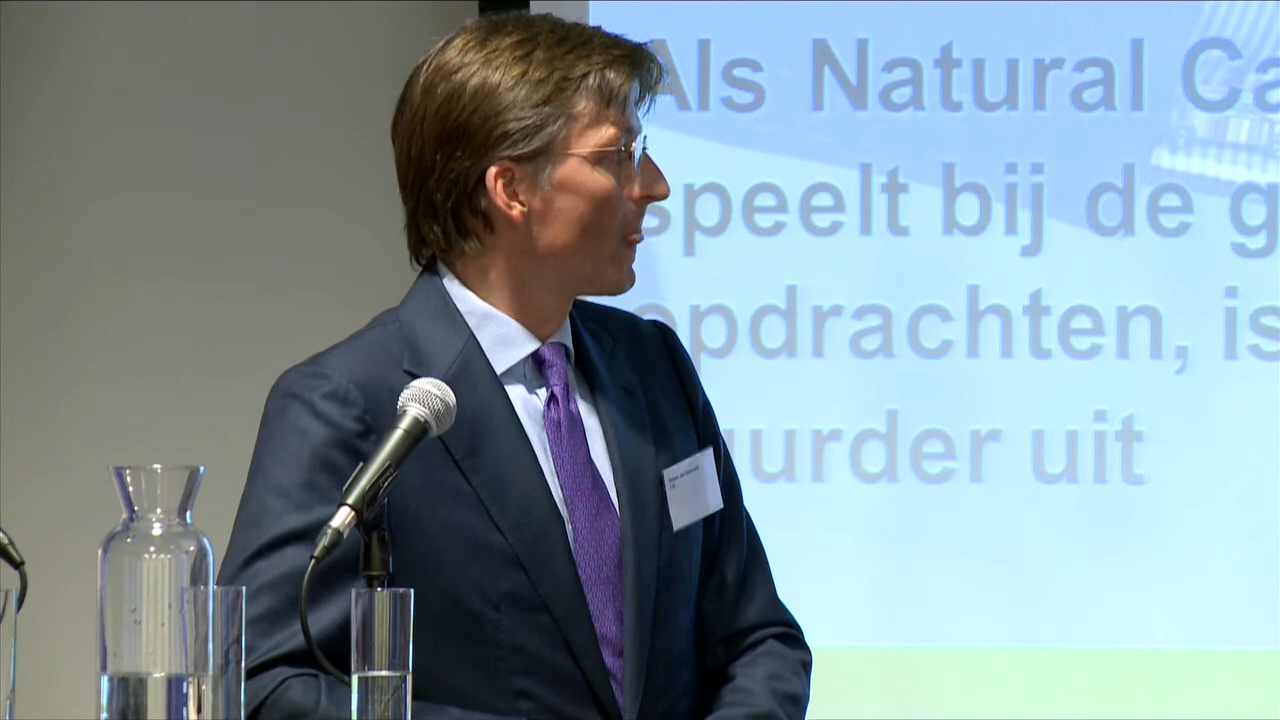 Als Natural Ca
speelt bij de g
opdrachten, is
uurder uit